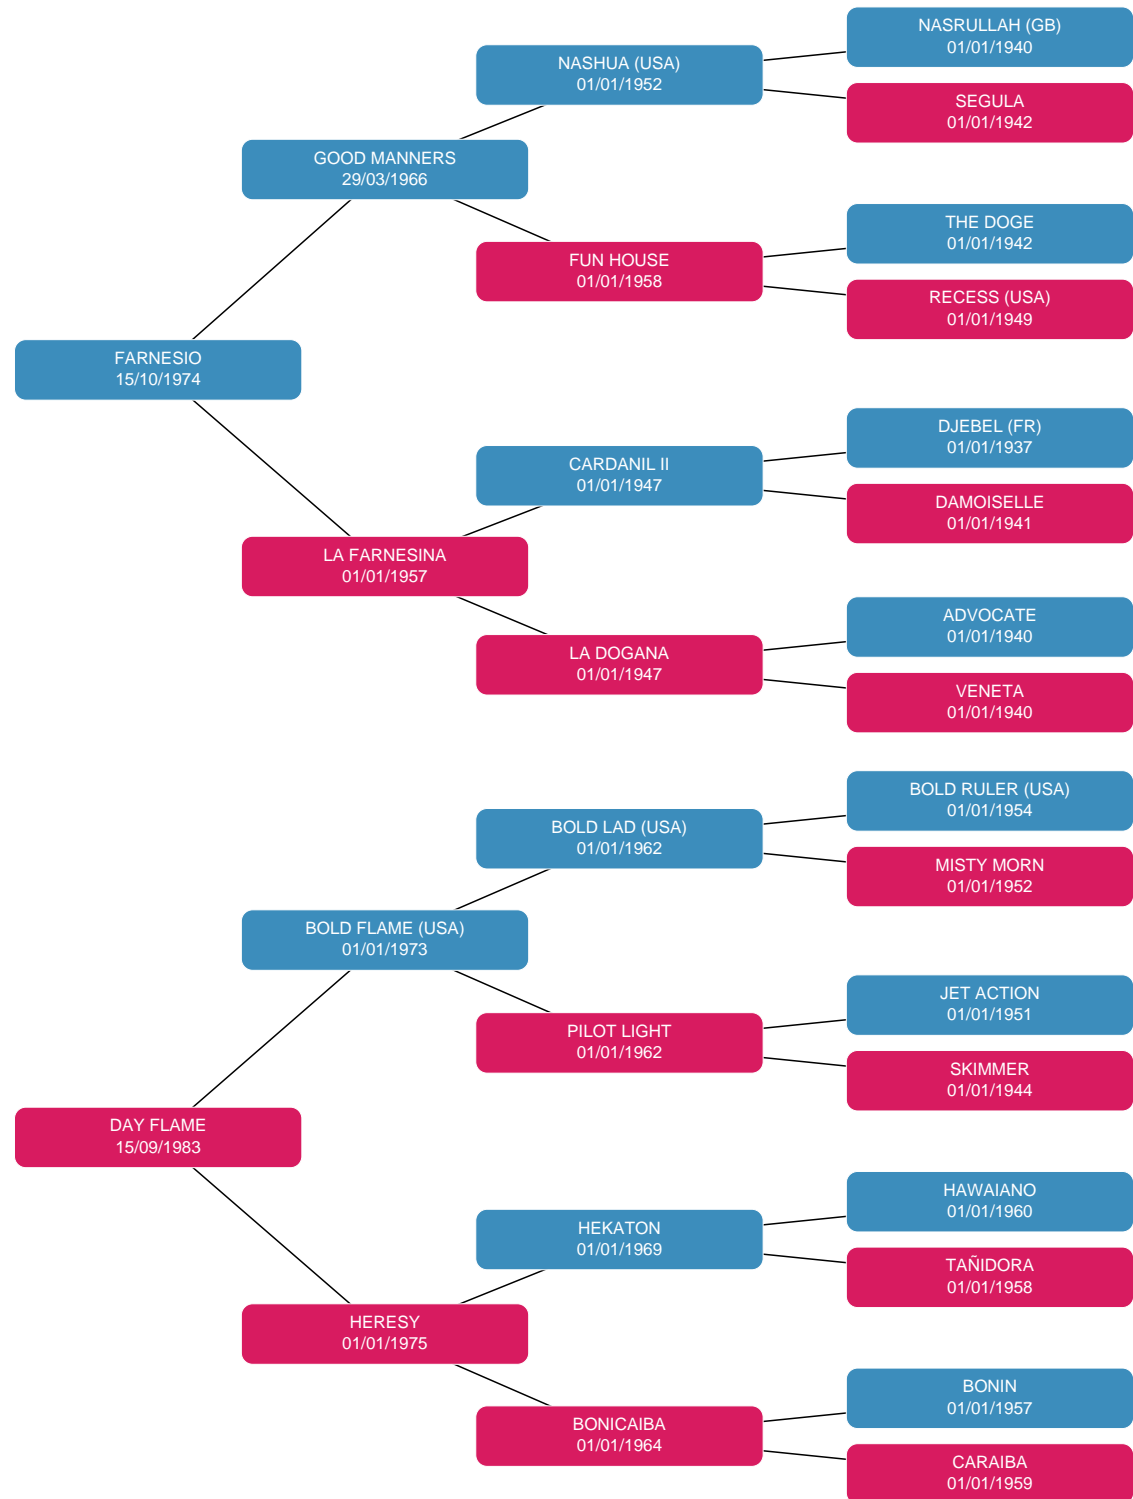 NASRULLAH (GB)
01/01/1940
NASHUA (USA)
01/01/1952
SEGULA
01/01/1942
GOOD MANNERS
29/03/1966
THE DOGE
01/01/1942
FUN HOUSE
01/01/1958
RECESS (USA)
01/01/1949
FARNESIO
15/10/1974
DJEBEL (FR)
01/01/1937
CARDANIL II
01/01/1947
DAMOISELLE
01/01/1941
LA FARNESINA
01/01/1957
ADVOCATE
01/01/1940
LA DOGANA
01/01/1947
VENETA
01/01/1940
BOLD RULER (USA)
01/01/1954
BOLD LAD (USA)
01/01/1962
MISTY MORN
01/01/1952
BOLD FLAME (USA)
01/01/1973
JET ACTION
01/01/1951
PILOT LIGHT
01/01/1962
SKIMMER
01/01/1944
DAY FLAME
15/09/1983
HAWAIANO
01/01/1960
HEKATON
01/01/1969
TAÑIDORA
01/01/1958
HERESY
01/01/1975
BONIN
01/01/1957
BONICAIBA
01/01/1964
CARAIBA
01/01/1959